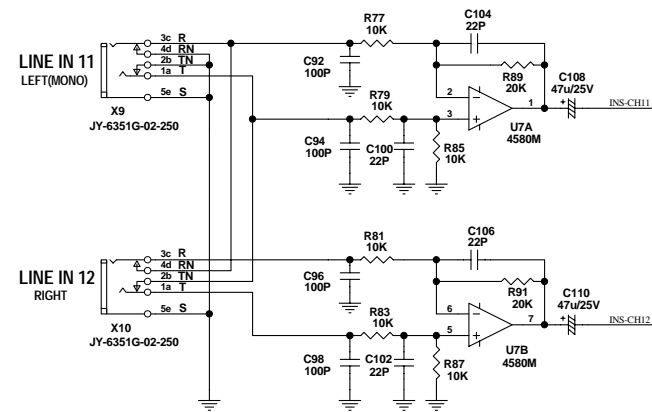 LINE IN 11
LEFT(MONO)
3c R
4d RN
2b TN
1a T
5e S
X9
JY-6351G-02-250
C92
100P
R77
10K
C104
22P
R89
20K
C108
47u/25V
+
INS-CH11
R79
10K
C94
100P
C100
22P
R85
10K
2
3
1
−
+
U7A
4580M
LINE IN 12
RIGHT
3c R
4d RN
2b TN
1a T
5e S
X10
JY-6351G-02-250
C96
100P
R81
10K
C106
22P
R91
20K
C110
47u/25V
+
INS-CH12
R83
10K
C98
100P
C102
22P
R87
10K
6
5
7
−
+
U7B
4580M